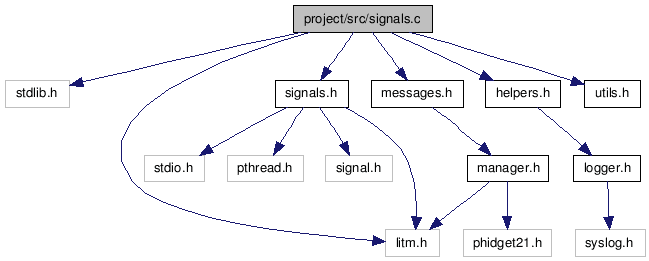 project/src/signals.c
stdlib.h
signals.h
messages.h
helpers.h
utils.h
stdio.h
pthread.h
signal.h
manager.h
logger.h
litm.h
phidget21.h
syslog.h